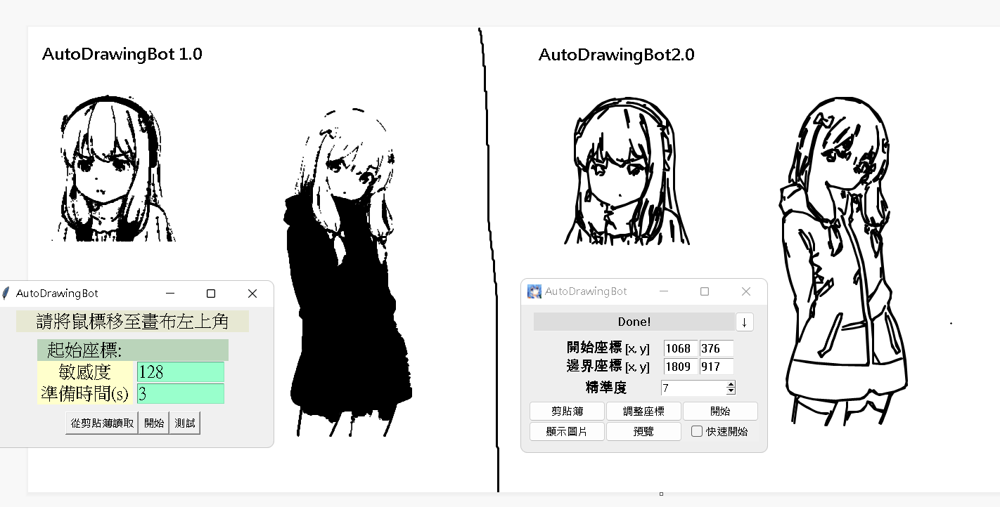 AutoDrawingBot 1.0
AutoDrawingBot
請將鼠標移至畫布左上角
起始座標:
敏感度 128
準備時間(s) 3
從剪貼簿讀取 開始 測試
AutoDrawingBot2.0
AutoDrawingBot
Done! ↓
開始座標 [x, y] 1068 376
邊界座標 [x, y] 1809 917
精準度 7
剪貼薄 調整座標 開始
顯示圖片 預覽 快速開始